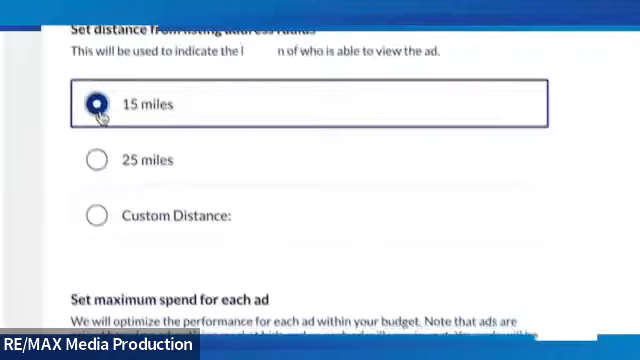 Set distance from listing address radius
This will be used to indicate the l n of who is able to view the ad.
15 miles
25 miles
Custom Distance:
Set maximum spend for each ad
We will optimize the performance for each ad within your budget. Note that ads are
RE/MAX Media Production